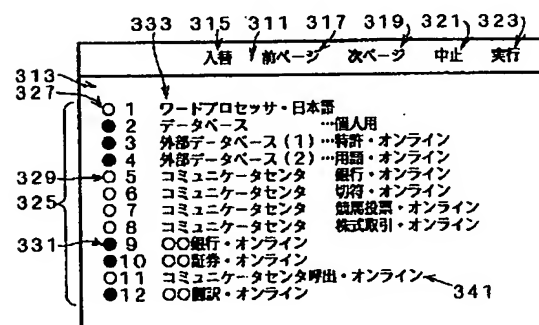 315 311 317 319 321 323
333
入替 前ページ 次ページ 中止 実行
313
327
○ 1 ワードプロセッサ・日本語
● 2 データベース …個人用
● 3 外部データベース(1)…特許・オンライン
● 4 外部データベース(2)…用語・オンライン
329 ○ 5 コミュニケータセンタ 銀行・オンライン
○ 6 コミュニケータセンタ 切符・オンライン
325
○ 7 コミュニケータセンタ 競馬投票・オンライン
○ 8 コミュニケータセンタ 株式取引・オンライン
331 ● 9 ○○銀行・オンライン
●10 ○○証券・オンライン
○11 コミュニケータセンタ呼出・オンライン
●12 ○○翻訳・オンライン 341